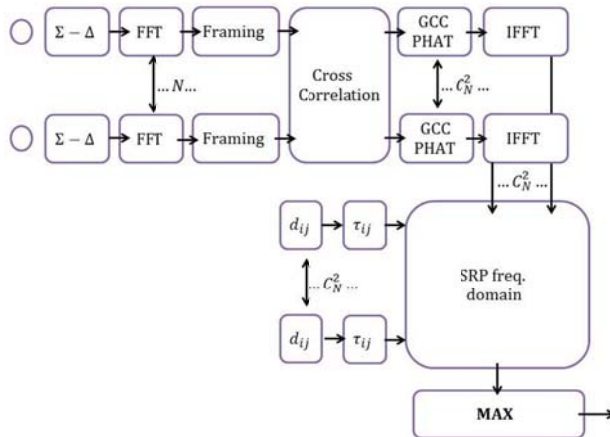 Σ − Δ FFT Framing GCC PHAT IFFT
... N ...
Cross Correlation
... C_N^2 ...
Σ − Δ FFT Framing GCC PHAT IFFT
... C_N^2 ...
d_ij τ_ij
SRP freq. domain
... C_N^2 ...
d_ij τ_ij
MAX